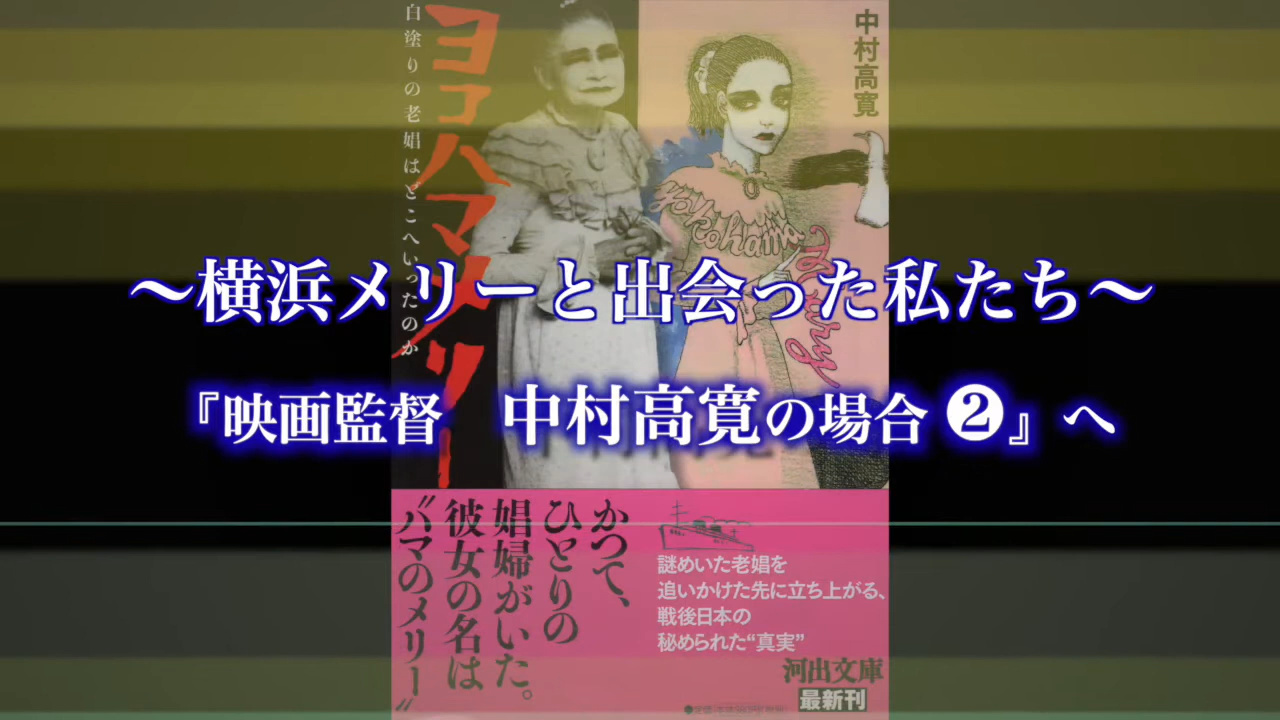 ～横浜メリーと出会った私たち～
『映画監督　中村高寛の場合❷』へ
中村高寛
ヨコハマメリー
白塗りの老娼はどこへいったのか
Yokohama
Mary
かつて、
ひとりの
娼婦がいた。
彼女の名は
〝ハマのメリー〟
謎めいた老娼を
追いかけた先に立ち上がる、
戦後日本の
秘められた“真実”
河出文庫
最新刊